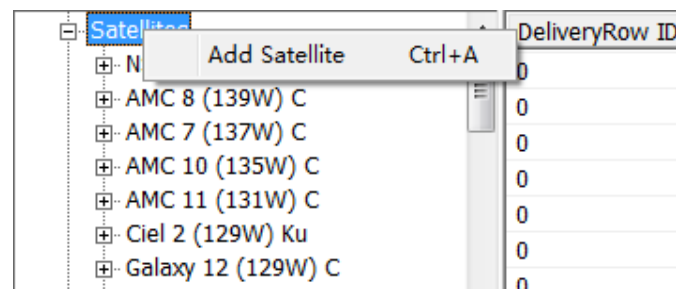 Satellites
DeliveryRow ID
Add Satellite Ctrl+A
N
0
AMC 8 (139W) C
0
AMC 7 (137W) C
0
AMC 10 (135W) C
0
AMC 11 (131W) C
0
Ciel 2 (129W) Ku
0
Galaxy 12 (129W) C
0